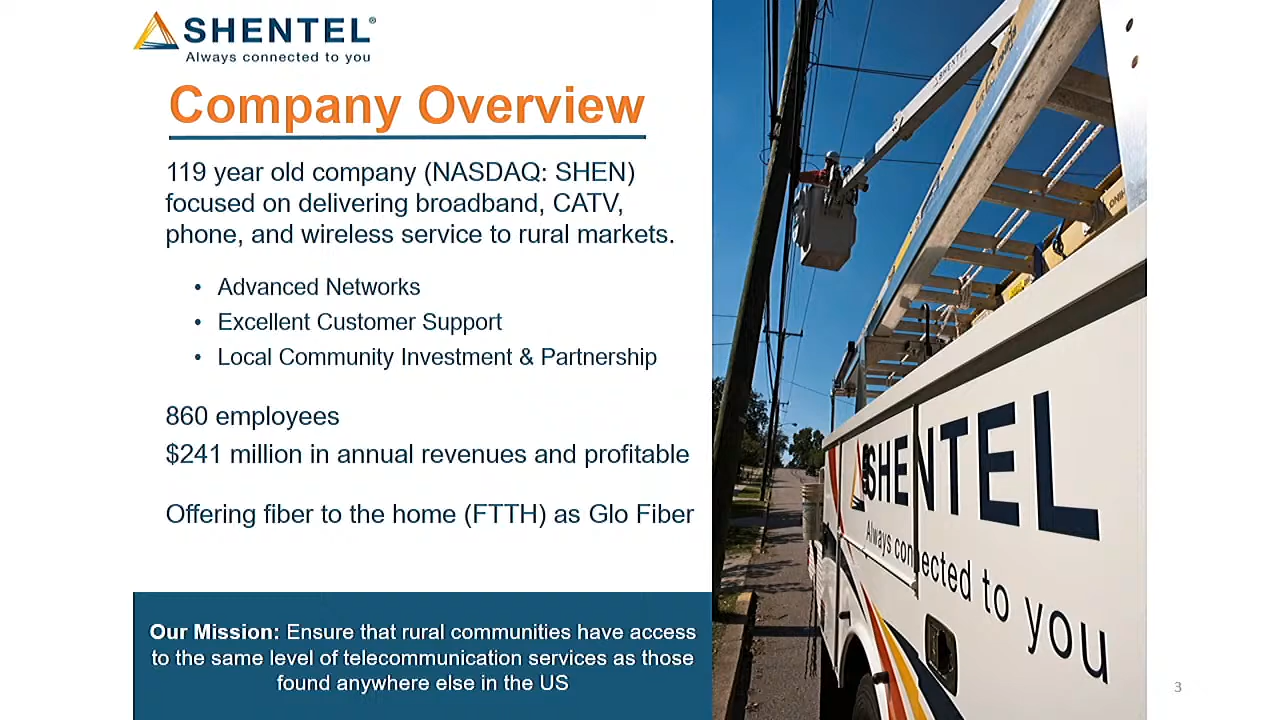 SHENTEL®
Always connected to you
Company Overview
119 year old company (NASDAQ: SHEN)
focused on delivering broadband, CATV,
phone, and wireless service to rural markets.
• Advanced Networks
• Excellent Customer Support
• Local Community Investment & Partnership
860 employees
$241 million in annual revenues and profitable
Offering fiber to the home (FTTH) as Glo Fiber
Our Mission: Ensure that rural communities have access
to the same level of telecommunication services as those
found anywhere else in the US
SHENTEL
SHENTEL
Always connected to you
3